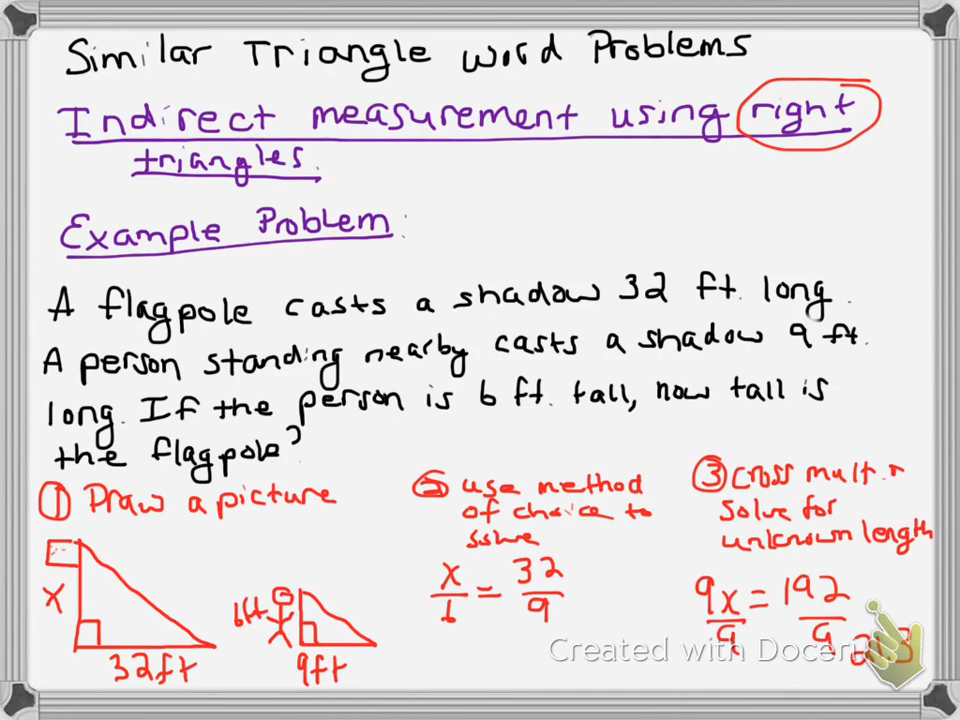 Similar Triangle Word Problems
Indirect measurement using right
triangles.
Example Problem:
A flagpole casts a shadow 32 ft. long.
A person standing nearby casts a shadow 9 ft.
long. If the person is 6 ft. tall, how tall is
the flagpole?
① Draw a picture
x
32ft
6ft
9ft
② use method
of choice to
solve
x/6 = 32/9
③ cross mult. &
solve for
unknown length
9x/9 = 192/9
Created with Doceri